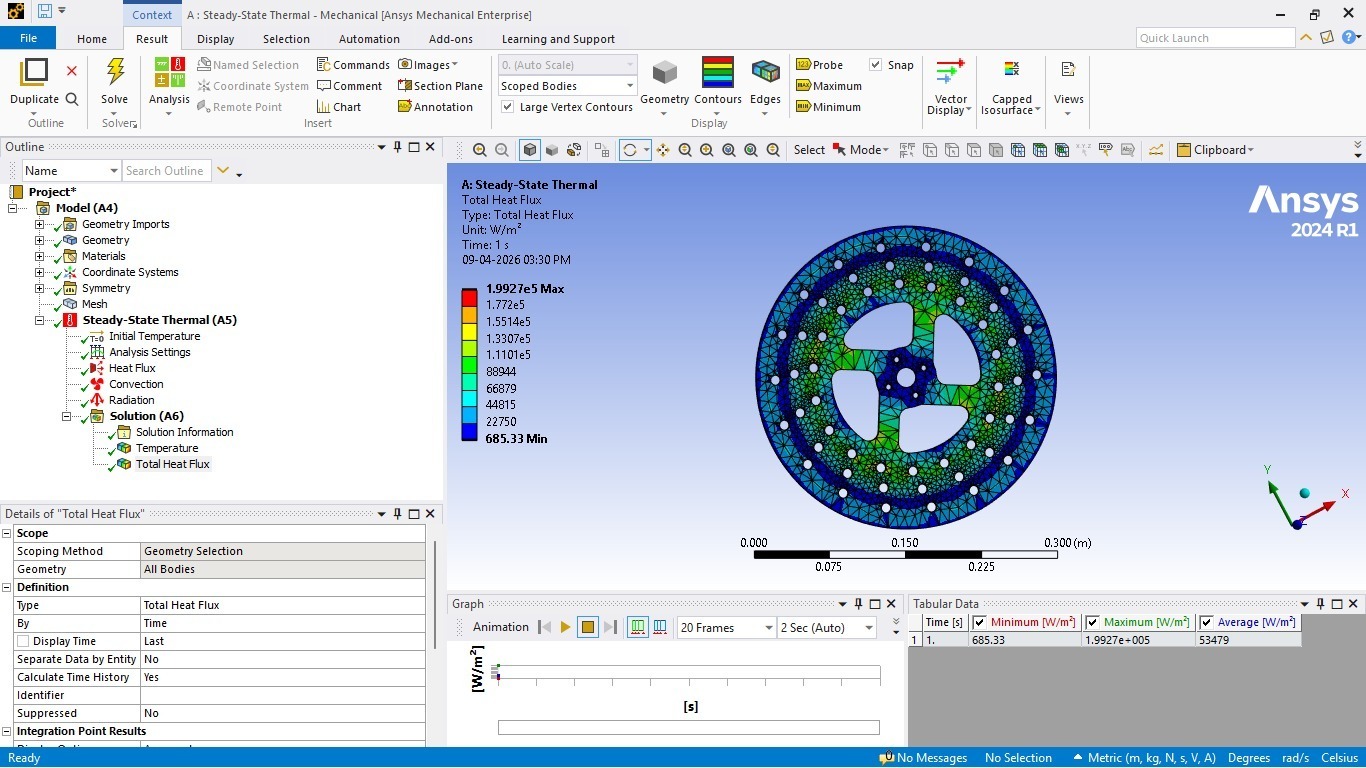 Context A : Steady-State Thermal - Mechanical [Ansys Mechanical Enterprise]
File Home Result Display Selection Automation Add-ons Learning and Support Quick Launch
Duplicate
Outline
Solve
Solver
Analysis
Named Selection
Coordinate System
Remote Point
Commands
Comment
Chart
Images
Section Plane
Annotation
Insert
0. (Auto Scale)
Scoped Bodies
Large Vertex Contours
Geometry
Contours
Edges
Display
Probe
Maximum
Minimum
Snap
Vector Display
Capped Isosurface
Views
Outline
Name Search Outline
Project*
Model (A4)
Geometry Imports
Geometry
Materials
Coordinate Systems
Symmetry
Mesh
Steady-State Thermal (A5)
Initial Temperature
Analysis Settings
Heat Flux
Convection
Radiation
Solution (A6)
Solution Information
Temperature
Total Heat Flux
Select Mode Clipboard
A: Steady-State Thermal
Total Heat Flux
Type: Total Heat Flux
Unit: W/m²
Time: 1 s
09-04-2026 03:30 PM
1.9927e5 Max
1.772e5
1.5514e5
1.3307e5
1.1101e5
88944
66879
44815
22750
685.33 Min
Ansys
2024 R1
Y
X
Z
0.000 0.150 0.300 (m)
0.075 0.225
Details of "Total Heat Flux"
Scope
Scoping Method Geometry Selection
Geometry All Bodies
Definition
Type Total Heat Flux
By Time
Display Time Last
Separate Data by Entity No
Calculate Time History Yes
Identifier
Suppressed No
Integration Point Results
Graph
Animation 20 Frames 2 Sec (Auto)
[W/m²]
[s]
Tabular Data
Time [s] Minimum [W/m²] Maximum [W/m²] Average [W/m²]
1 1. 685.33 1.9927e+005 53479
Ready No Messages No Selection Metric (m, kg, N, s, V, A) Degrees rad/s Celsius